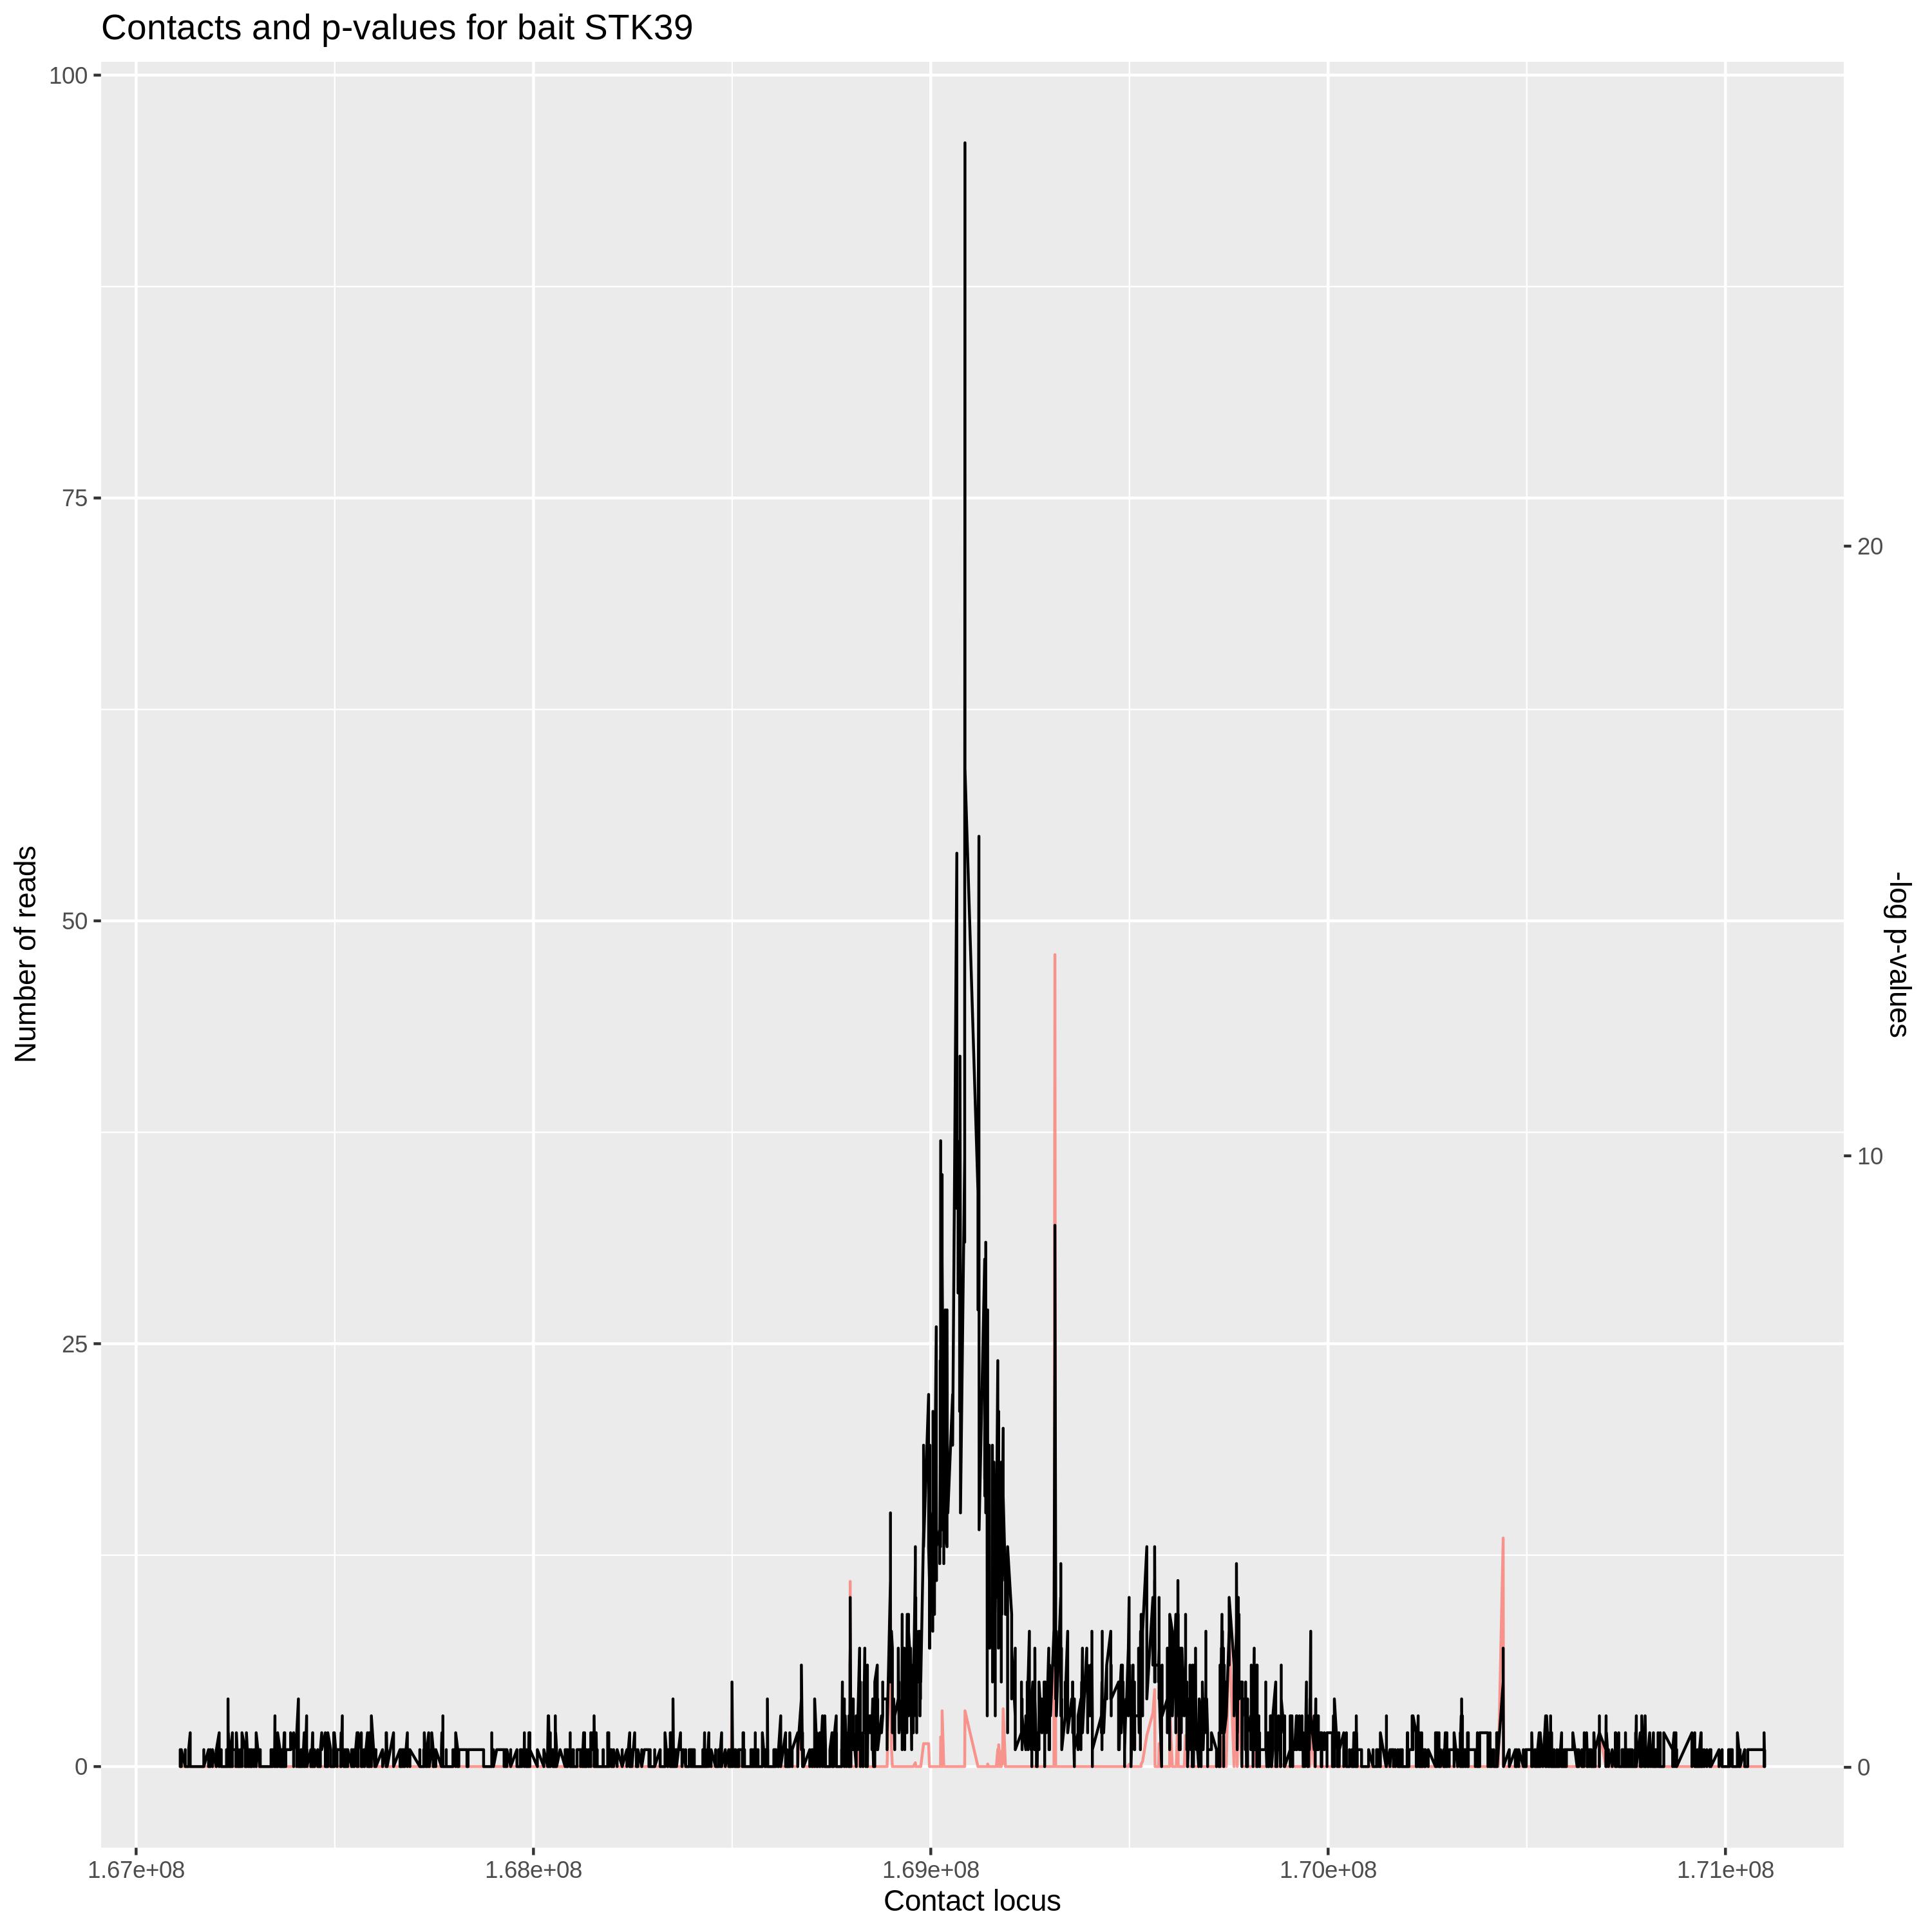 Contacts and p-values for bait STK39
100
75
50
25
0
Number of reads
20
10
0
-log p-values
1.67e+08 1.68e+08 1.69e+08 1.70e+08 1.71e+08
Contact locus